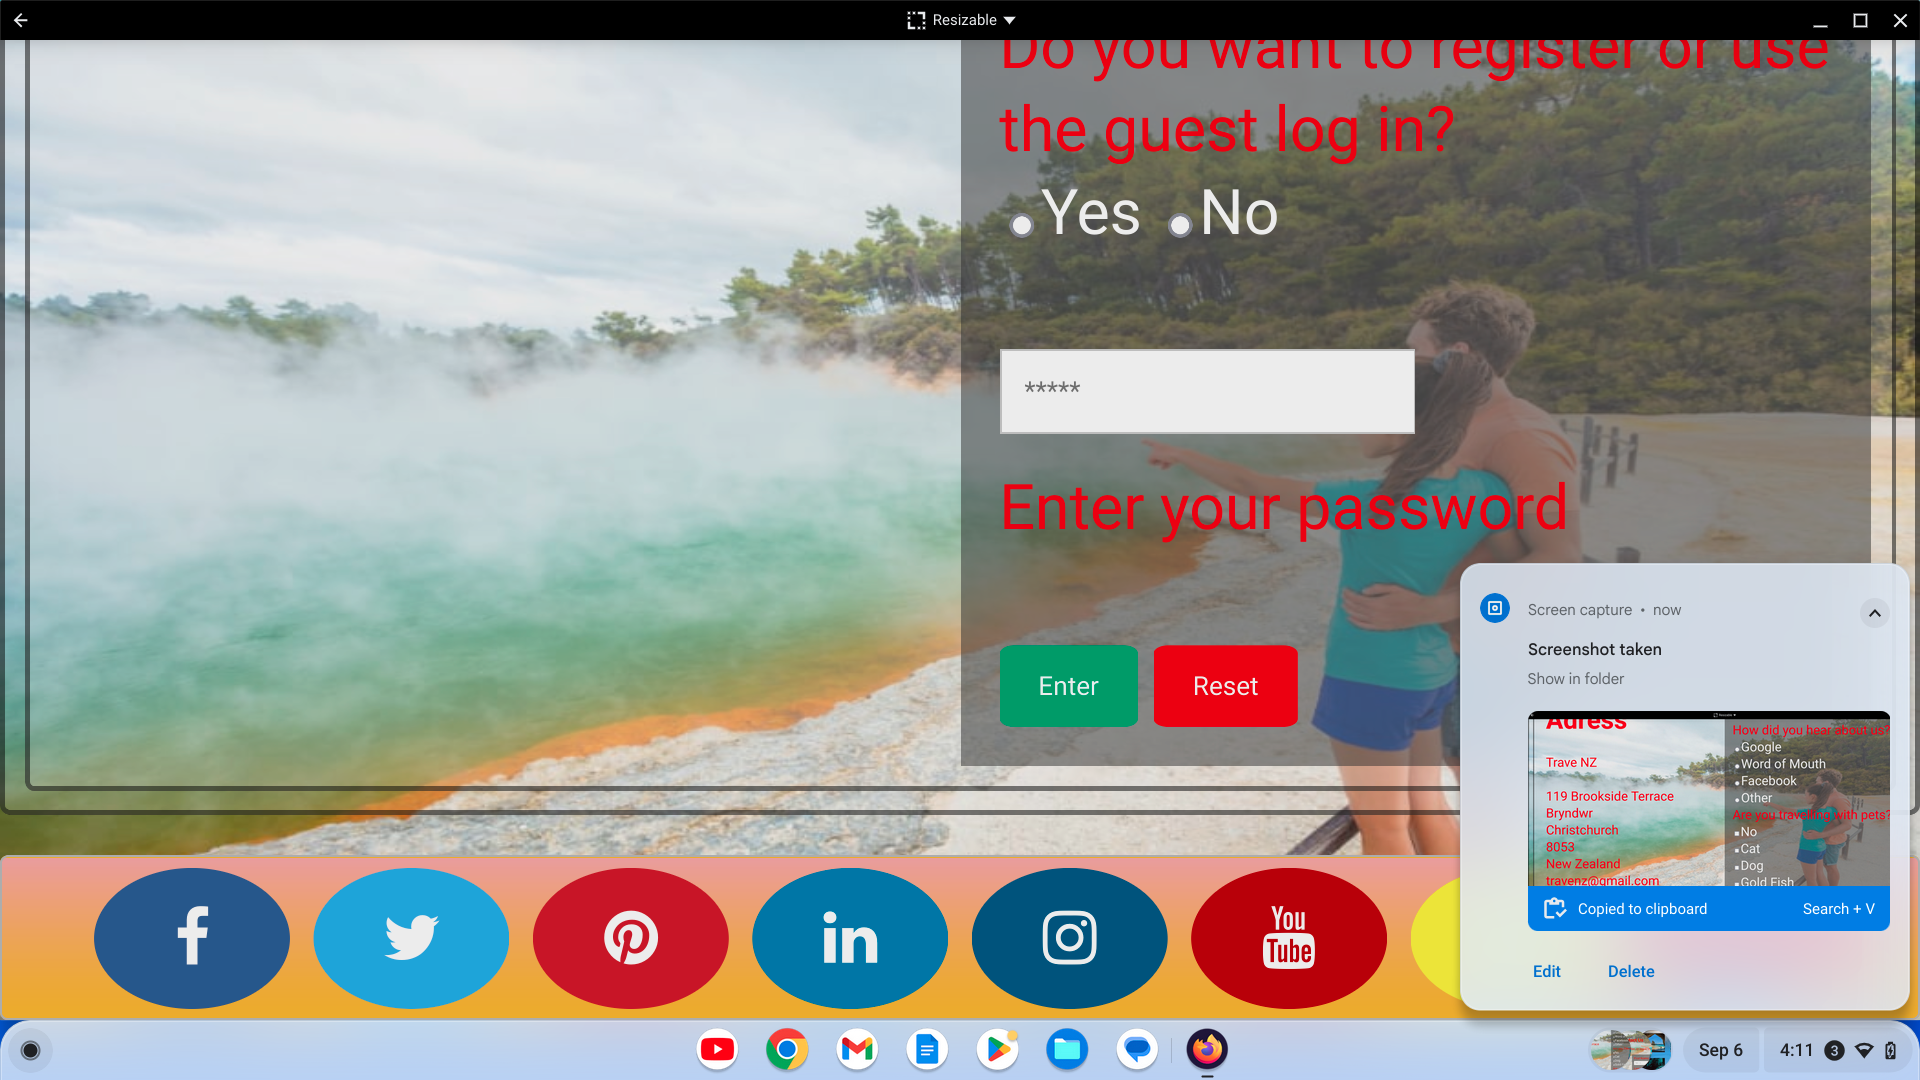 Resizable
Do you want to register or use
the guest log in?
Yes No
*****
Enter your password
Enter Reset
Screen capture • now
Screenshot taken
Show in folder
Adress
Trave NZ
119 Brookside Terrace
Bryndwr
Christchurch
8053
New Zealand
travenz@gmail.com
How did you hear about us?
Google
Word of Mouth
Facebook
Other
Are you travelling with pets?
No
Cat
Dog
Gold Fish
Copied to clipboard Search + V
Edit Delete
You
Tube
Sep 6 4:11 3